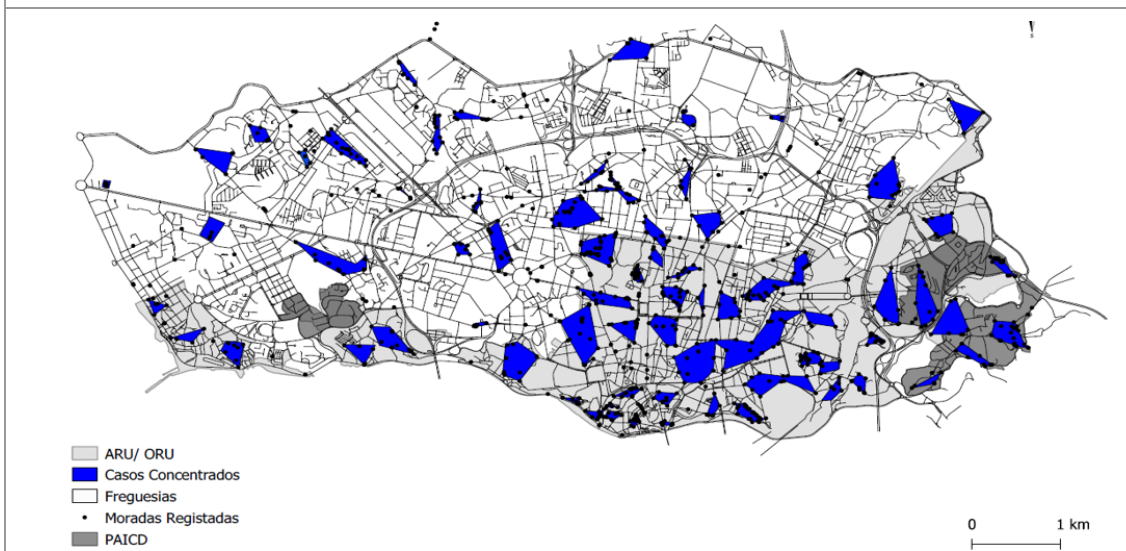 ARU/ ORU
Casos Concentrados
Freguesias
Moradas Registadas
PAICD
0 1 km